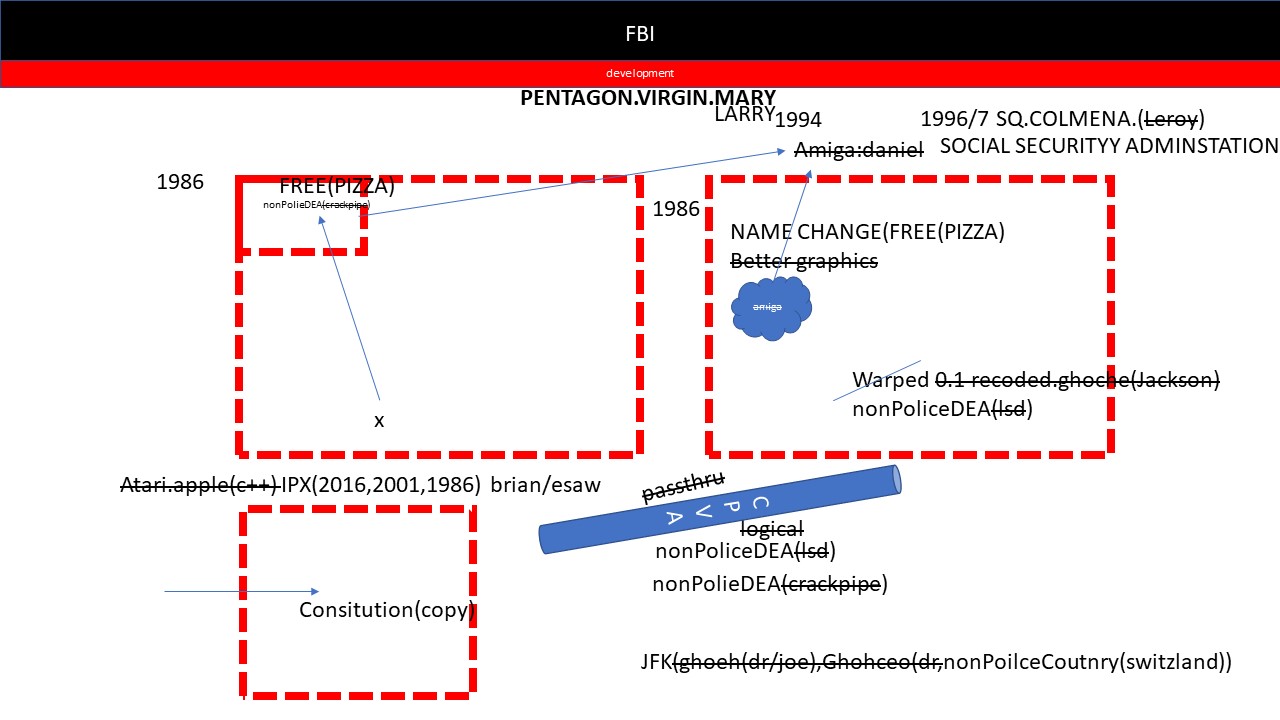 FBI
development
PENTAGON.VIRGIN.MARY
LARRY
1994
1996/7 SQ.COLMENA.(Leroy)
Amiga:daniel
SOCIAL SECURITYY ADMINSTATION
1986
FREE(PIZZA)
nonPolieDEA(crackpipe)
1986
NAME CHANGE(FREE(PIZZA)
Better graphics
amiga
Warped 0.1 recoded.ghoche(Jackson)
nonPoliceDEA(lsd)
x
Atari.apple(c++) IPX(2016,2001,1986) brian/esaw
passthru
C P V A
logical
nonPoliceDEA(lsd)
nonPolieDEA(crackpipe)
Consitution(copy)
JFK(ghoeh(dr/joe),Ghohceo(dr,nonPoilceCoutnry(switzland))